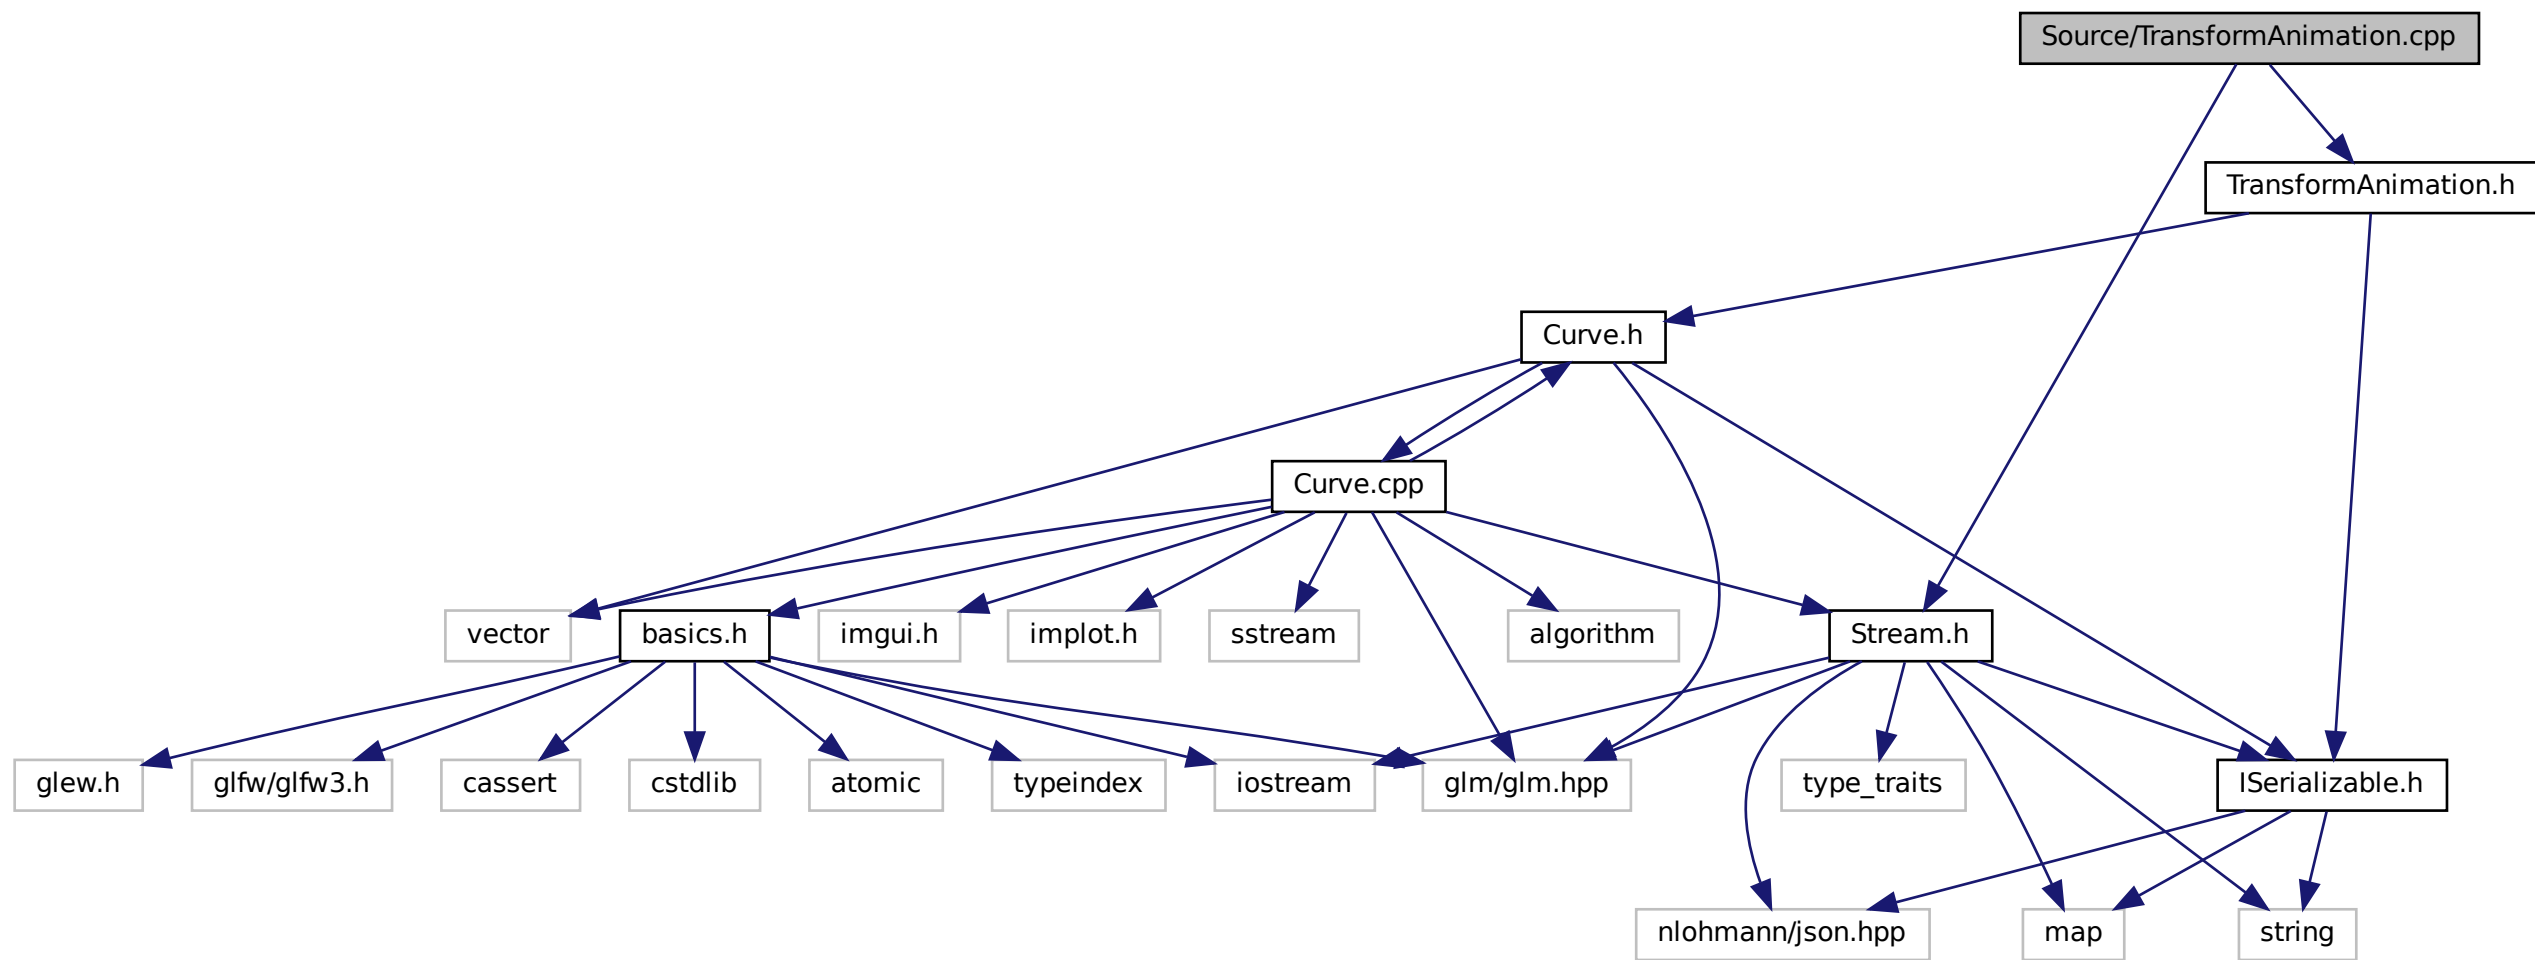 Source/TransformAnimation.cpp
TransformAnimation.h
Curve.h
Curve.cpp
vector
basics.h
imgui.h
implot.h
sstream
algorithm
Stream.h
glew.h
glfw/glfw3.h
cassert
cstdlib
atomic
typeindex
iostream
glm/glm.hpp
type_traits
ISerializable.h
nlohmann/json.hpp
map
string